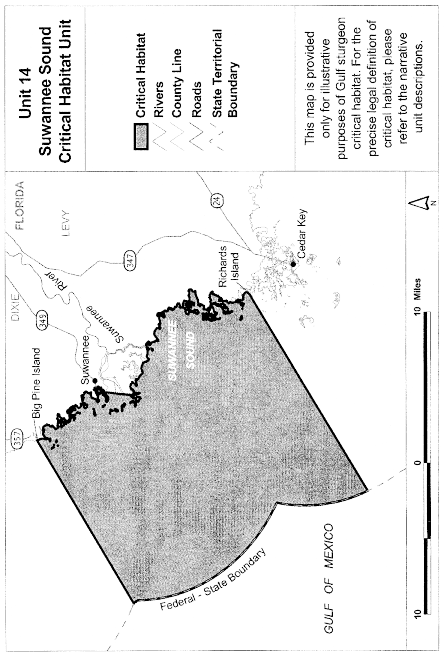 Unit 14
Suwannee Sound
Critical Habitat Unit
Critical Habitat
Rivers
County Line
Roads
State Territorial
Boundary
This map is provided
only for illustrative
purposes of Gulf sturgeon
critical habitat. For the
precise legal definition of
critical habitat, please
refer to the narrative
unit descriptions.
FLORIDA
DIXIE
LEVY
357
349
347
24
Big Pine Island
Suwannee
Suwannee River
Richards
Island
Cedar Key
SUWANNEE
SOUND
Federal - State Boundary
GULF OF MEXICO
10
0
10 Miles
N